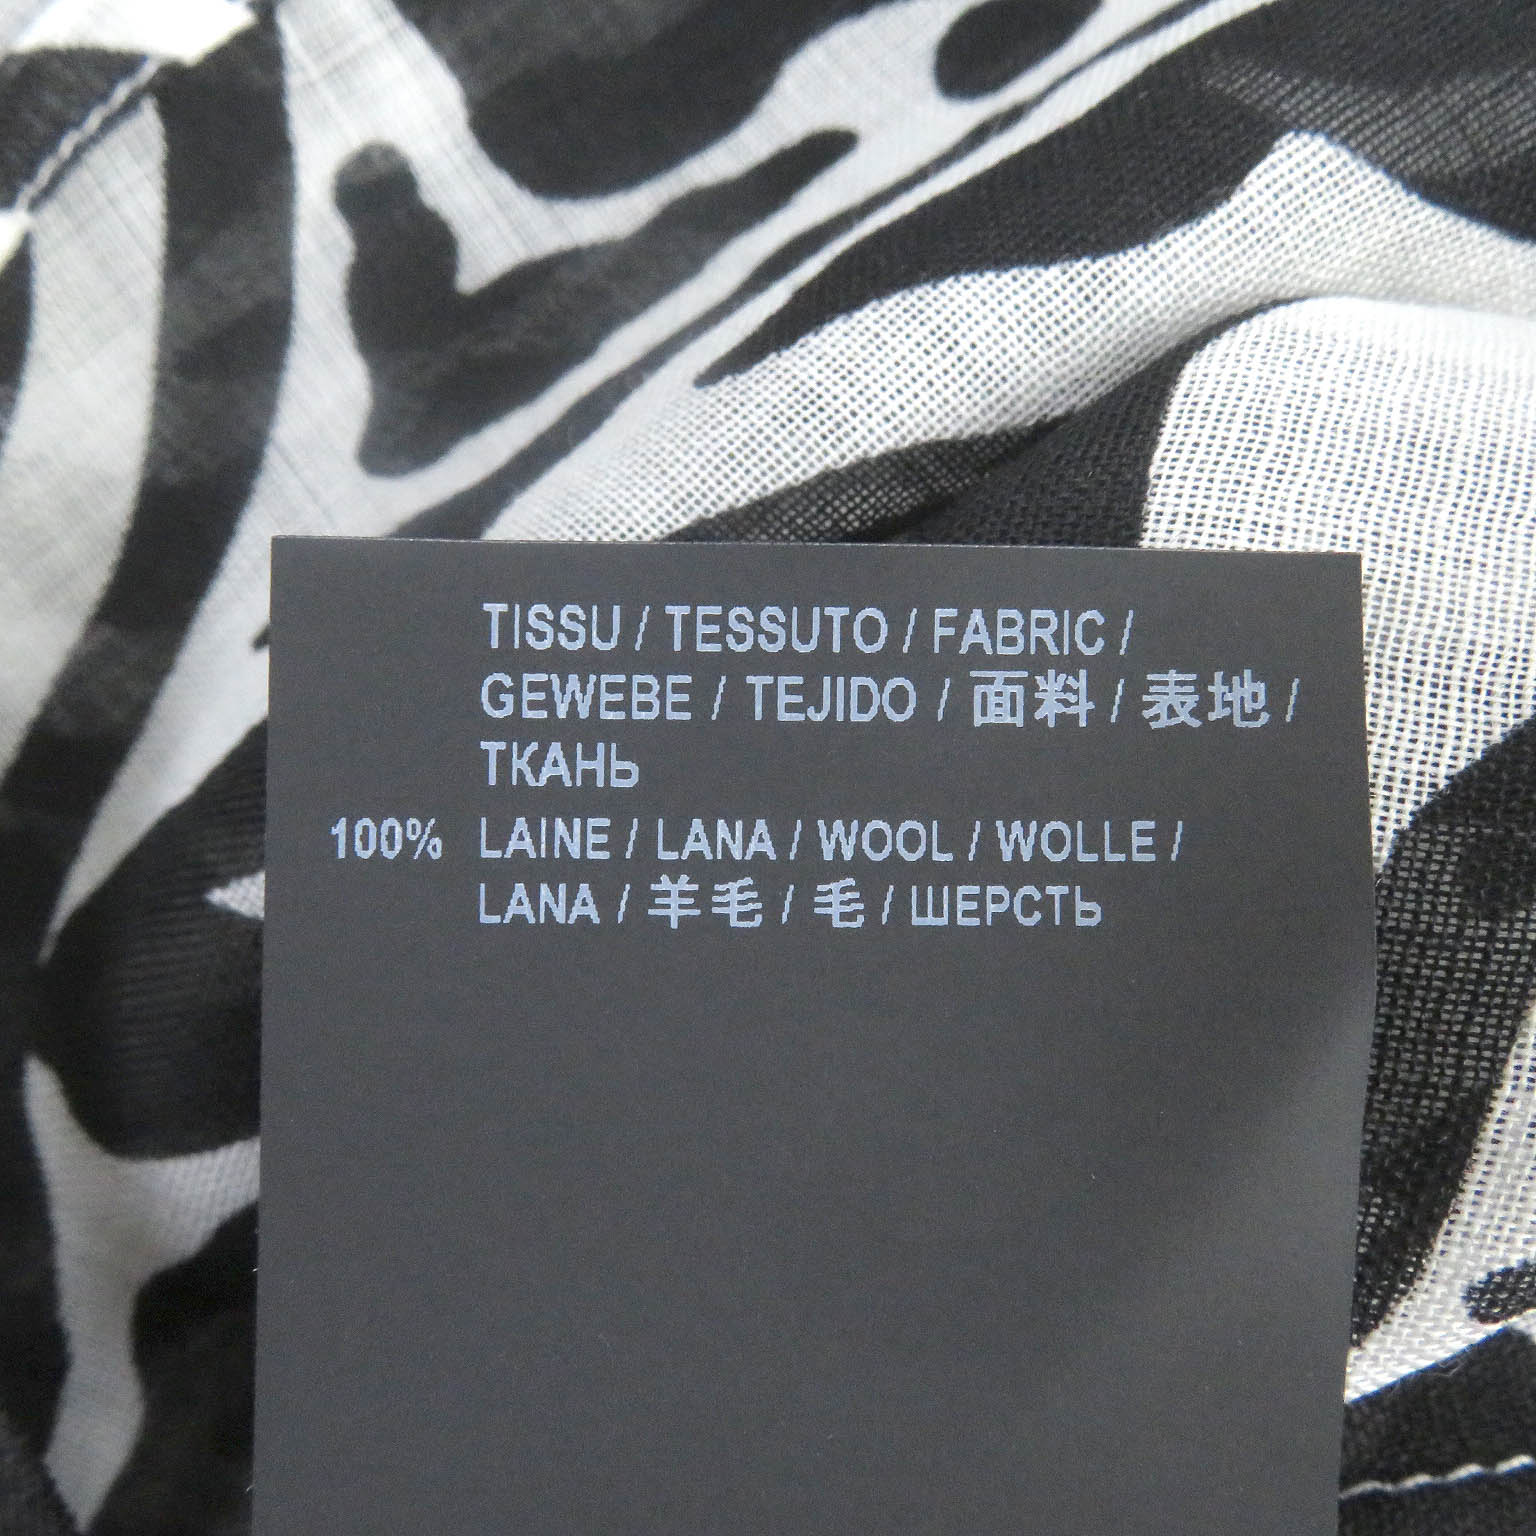 TISSU / TESSUTO / FABRIC /
GEWEBE / TEJIDO / 面料 / 表地 /
ТКАНЬ
100% LAINE / LANA / WOOL / WOLLE /
LANA / 羊毛 / 毛 / ШЕРСТЬ